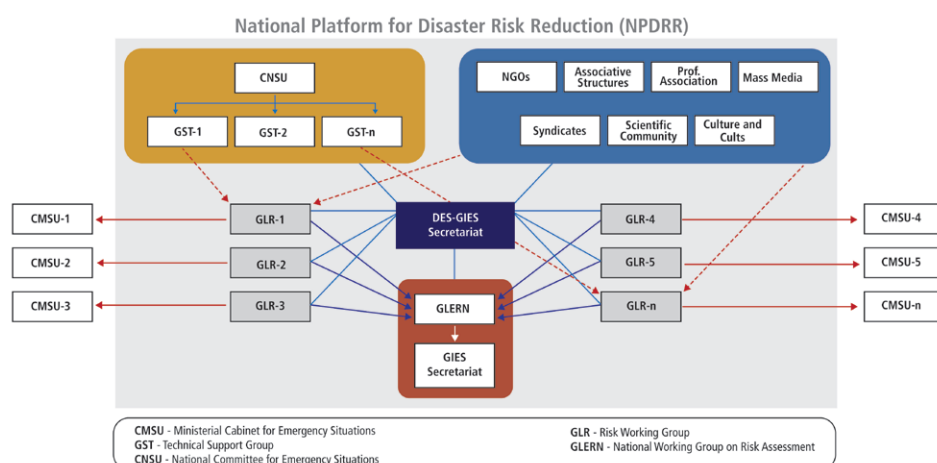 National Platform for Disaster Risk Reduction (NPDRR)
CNSU
GST-1
GST-2
GST-n
NGOs
Associative
Structures
Prof.
Association
Mass Media
Syndicates
Scientific
Community
Culture and
Cults
CMSU-1
GLR-1
DES-GIES
Secretariat
GLR-4
CMSU-4
CMSU-2
GLR-2
GLR-5
CMSU-5
CMSU-3
GLR-3
GLERN
GLR-n
CMSU-n
GIES
Secretariat
CMSU - Ministerial Cabinet for Emergency Situations
GST - Technical Support Group
CNSU - National Committee for Emergency Situations
GLR - Risk Working Group
GLERN - National Working Group on Risk Assessment